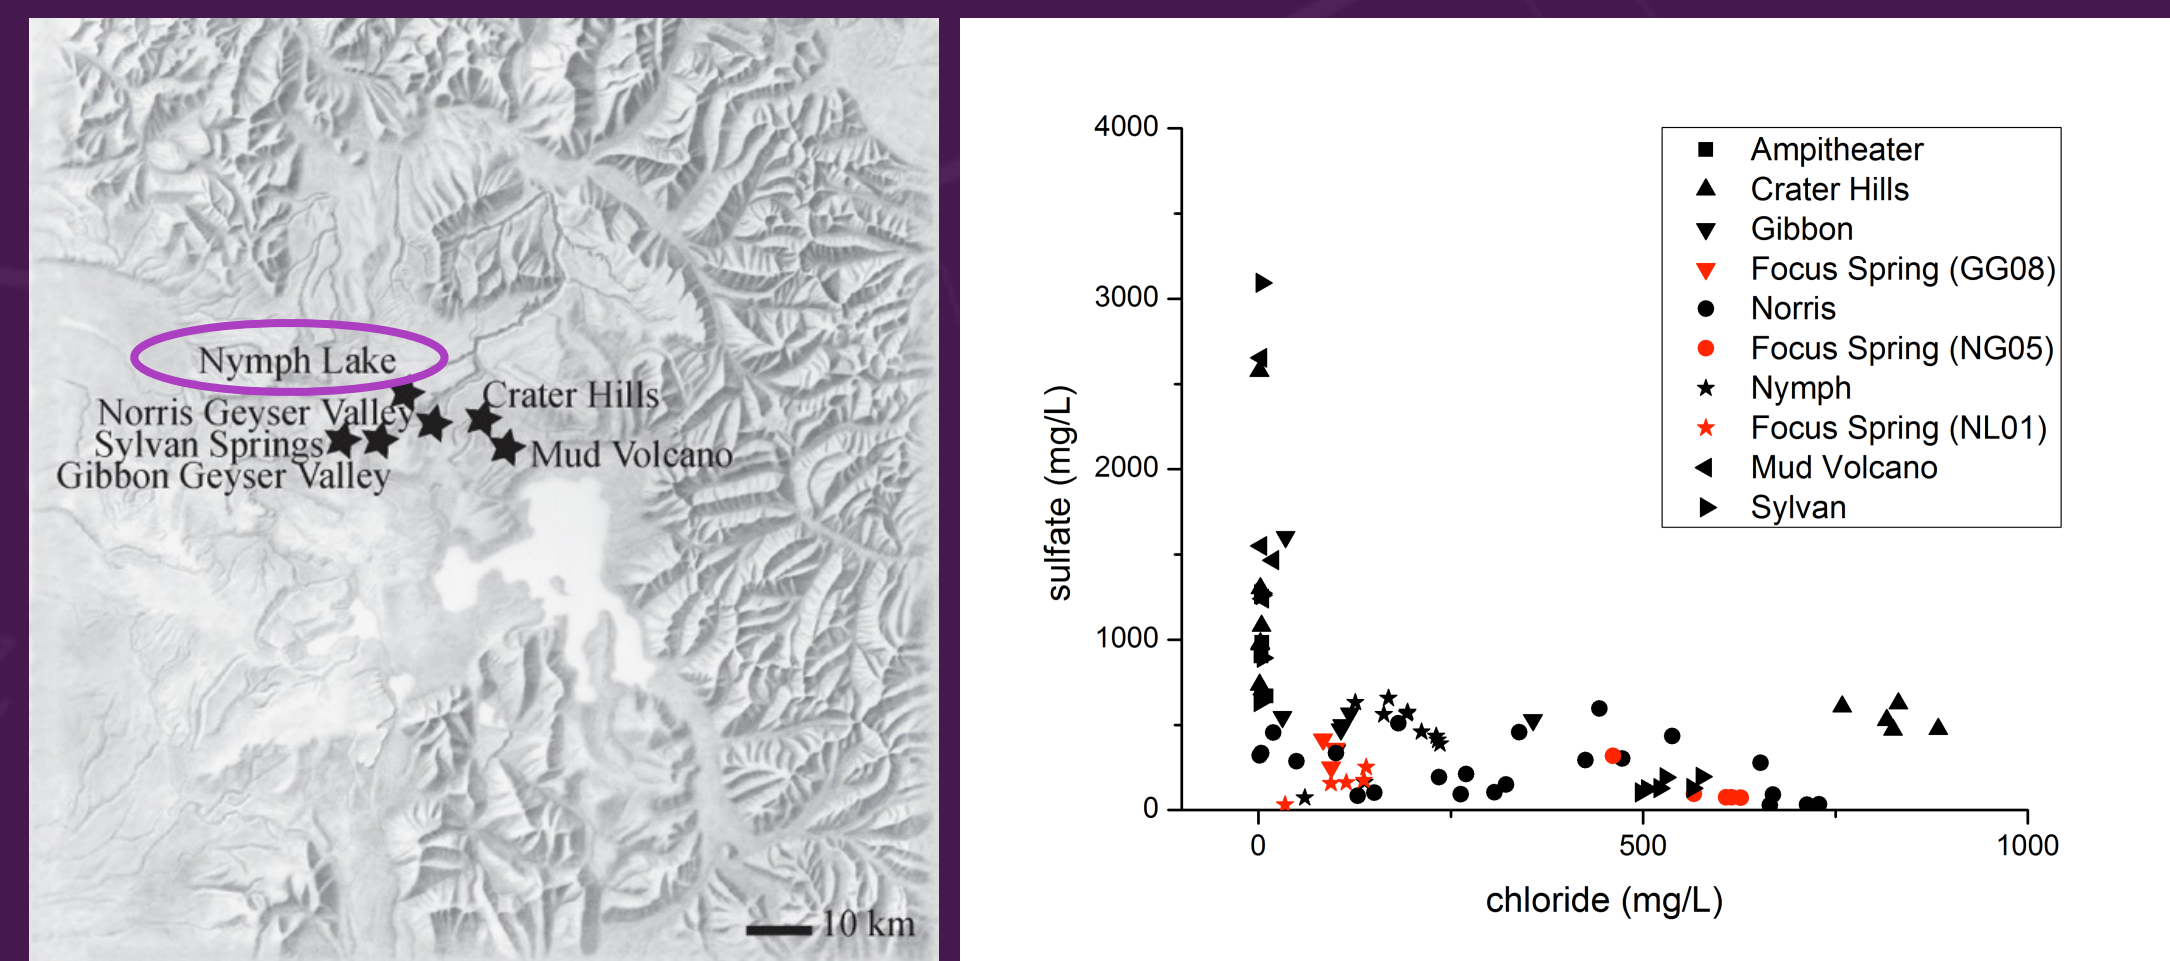 Nymph Lake
Crater Hills
Norris Geyser Valley
Sylvan Springs
Mud Volcano
Gibbon Geyser Valley
10 km
4000
3000
2000
1000
0
sulfate (mg/L)
0
500
1000
chloride (mg/L)
Ampitheater
Crater Hills
Gibbon
Focus Spring (GG08)
Norris
Focus Spring (NG05)
Nymph
Focus Spring (NL01)
Mud Volcano
Sylvan